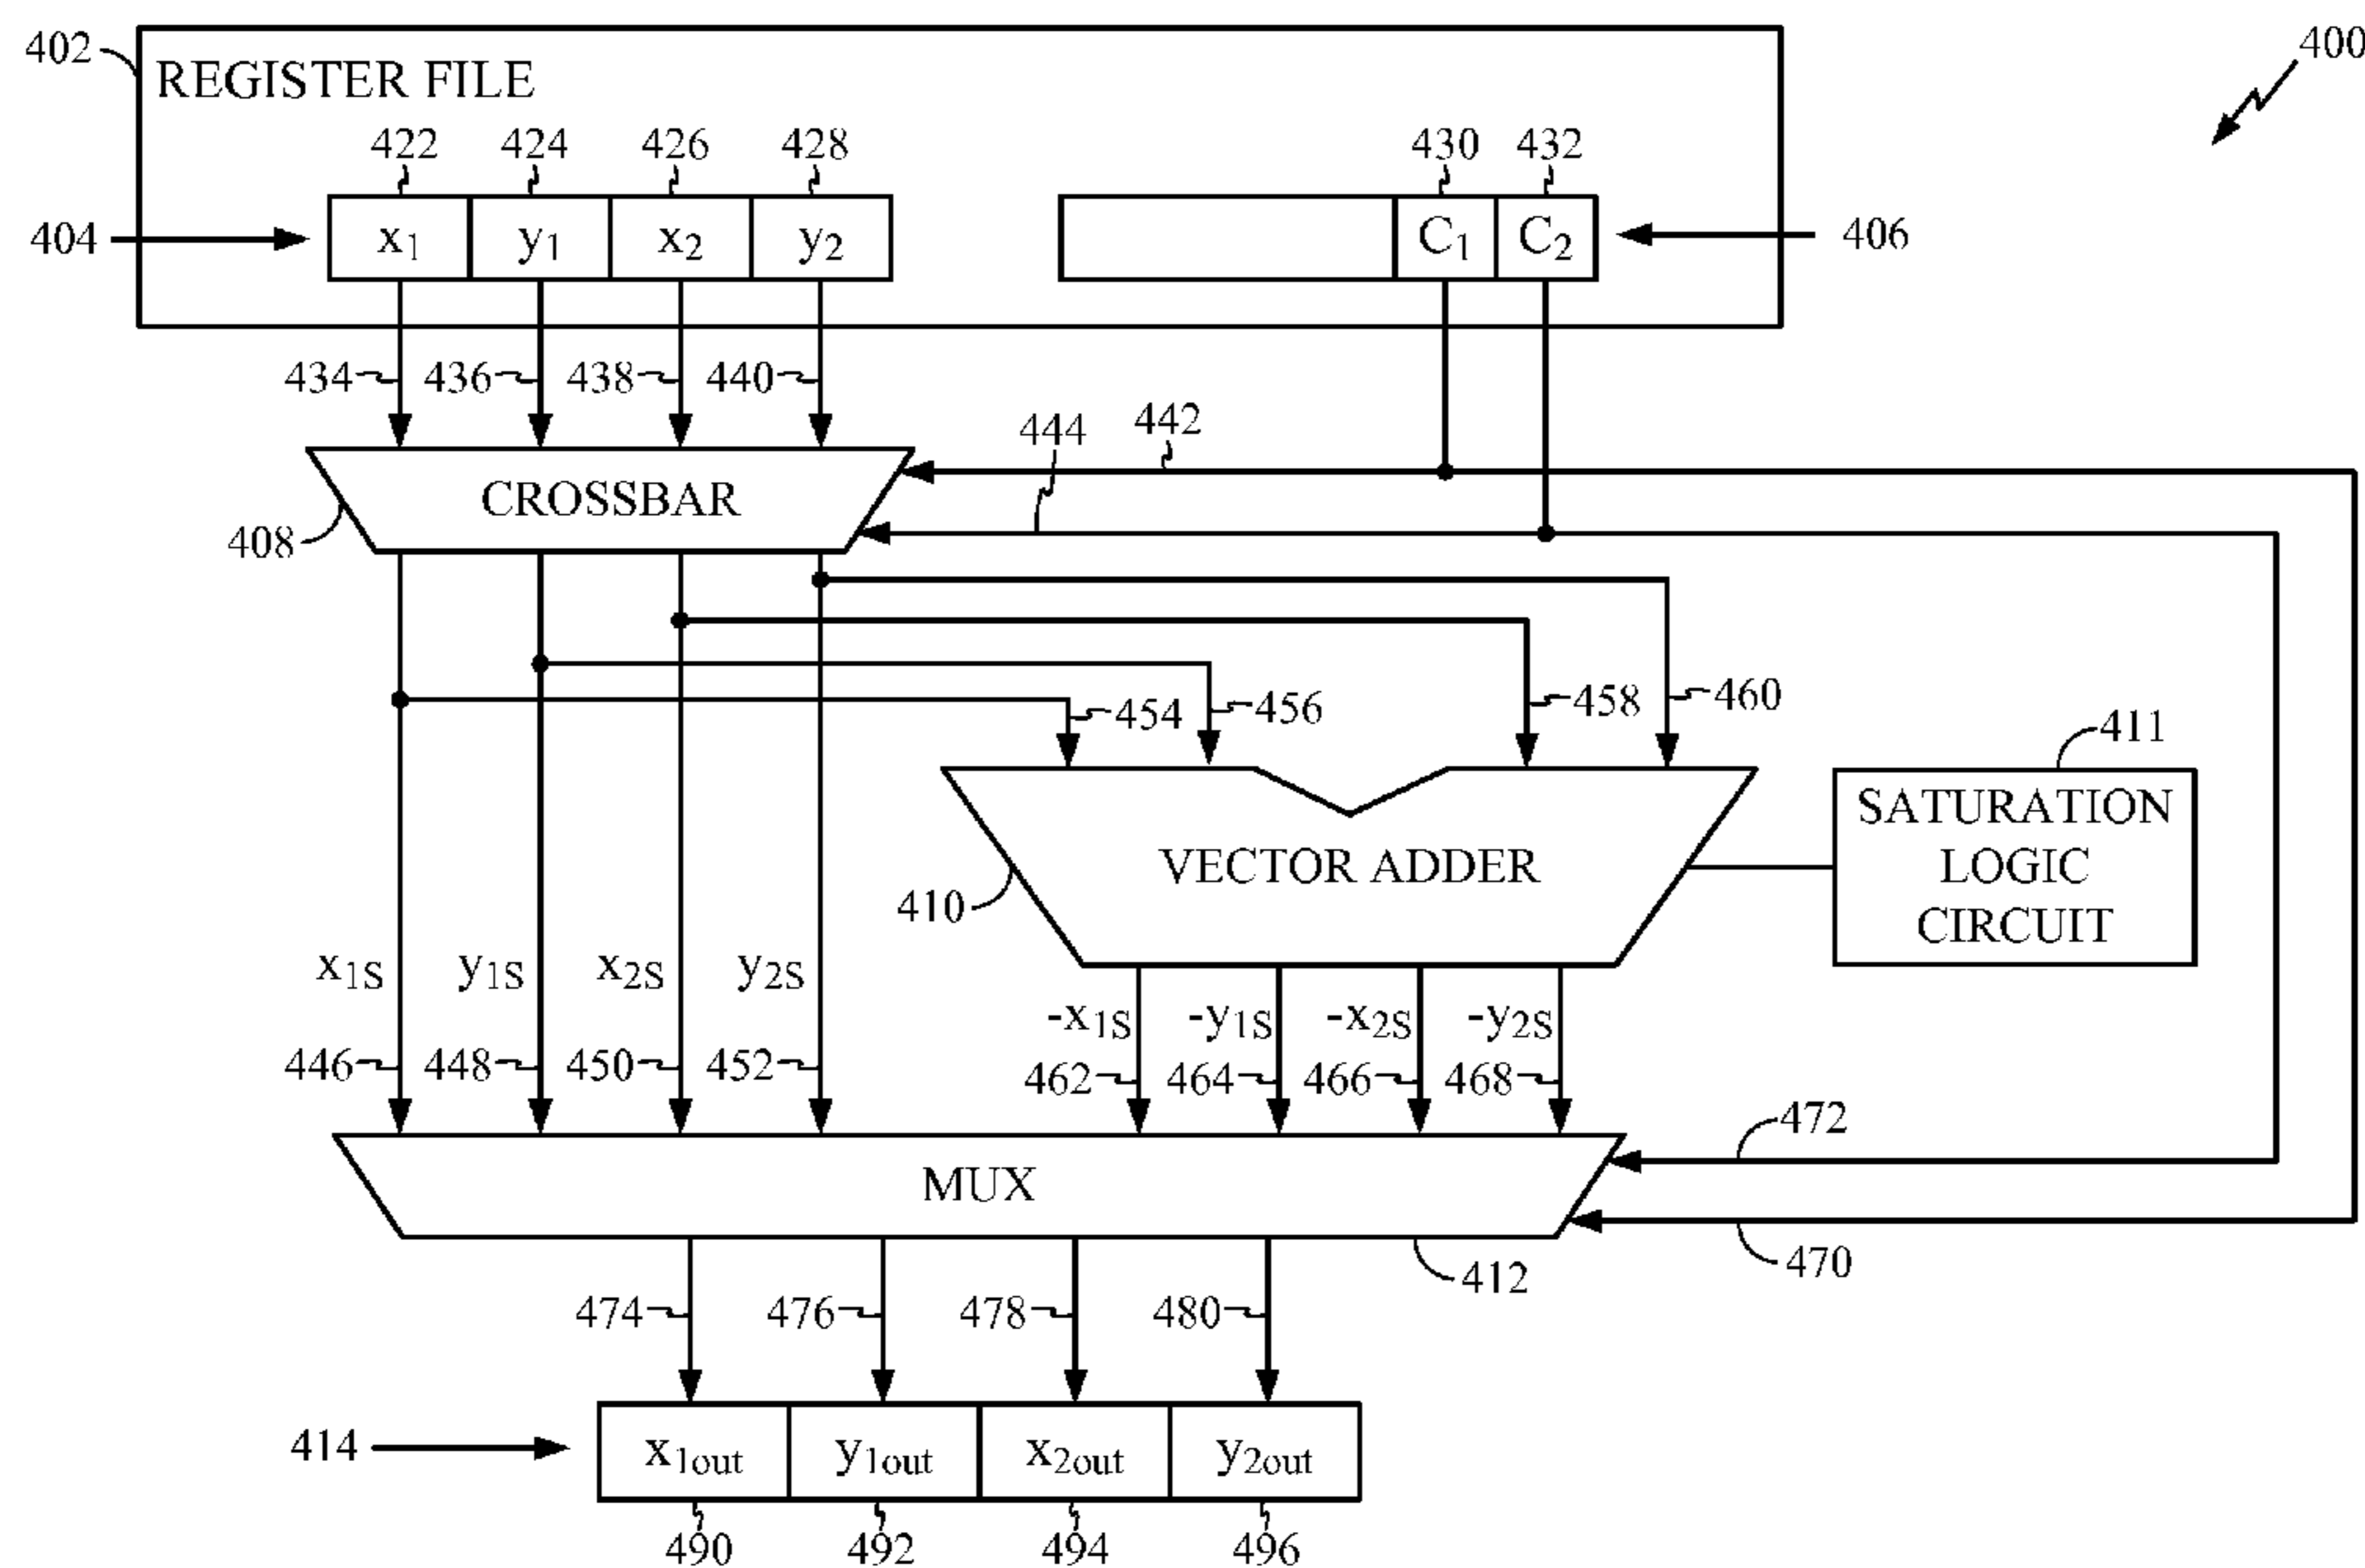 402
REGISTER FILE
400
422 424 426 428 430 432
404 x1 y1 x2 y2 C1 C2 406
434 436 438 440
444 442
CROSSBAR
408
454 456 458 460
411
SATURATION
LOGIC
CIRCUIT
VECTOR ADDER
410
x1S y1S x2S y2S
-x1S -y1S -x2S -y2S
446 448 450 452 462 464 466 468
472
MUX
470
412
474 476 478 480
414 x1out y1out x2out y2out
490 492 494 496